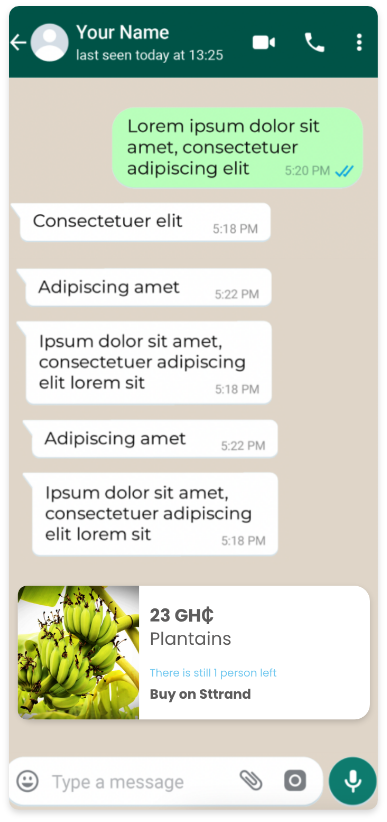 Your Name
last seen today at 13:25
Lorem ipsum dolor sit
amet, consectetuer
adipiscing elit
5:20 PM
Consectetuer elit
5:18 PM
Adipiscing amet
5:22 PM
Ipsum dolor sit amet,
consectetuer adipiscing
elit lorem sit
5:18 PM
Adipiscing amet
5:22 PM
Ipsum dolor sit amet,
consectetuer adipiscing
elit lorem sit
5:18 PM
23 GH₵
Plantains
There is still 1 person left
Buy on Sttrand
Type a message